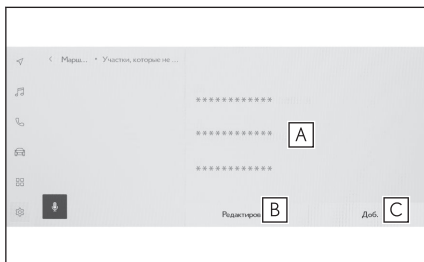 ‹ Марш... • Участки, которые не ...
************
************
A
************
Редактиров B
Доб. C